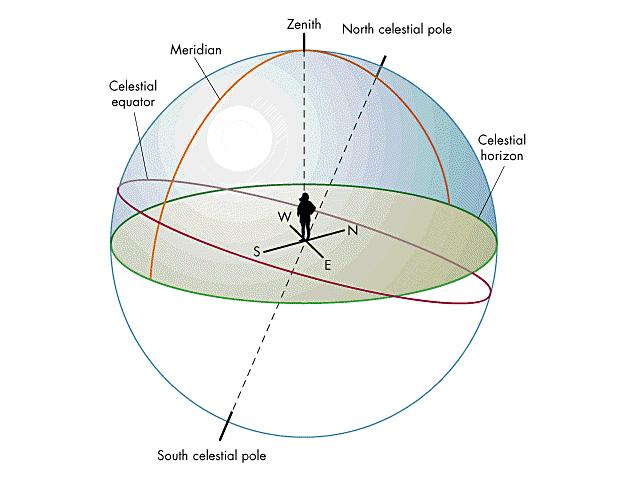 Zenith
North celestial pole
Meridian
Celestial
equator
Celestial
horizon
W
N
S
E
South celestial pole